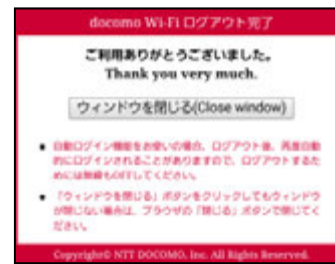 docomo Wi-Fi ログアウト完了
ご利用ありがとうございました。
Thank you very much.
ウィンドウを閉じる(Close window)
● 自動ログイン機能をお使いの場合、ログアウト後、再度自動
的にログインされることがありますので、ログアウトするた
めには無線もOFFしてください。
● 「ウィンドウを閉じる」ボタンをクリックしてもウィンドウ
が閉じない場合は、ブラウザの「閉じる」ボタンで閉じてく
ださい。
Copyright© NTT DOCOMO, Inc. All Rights Reserved.